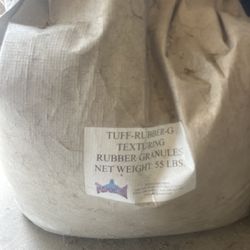 TUFF-RUBBER-G
TEXTURING
RUBBER GRANULES
NET WEIGHT: 55 LBS.